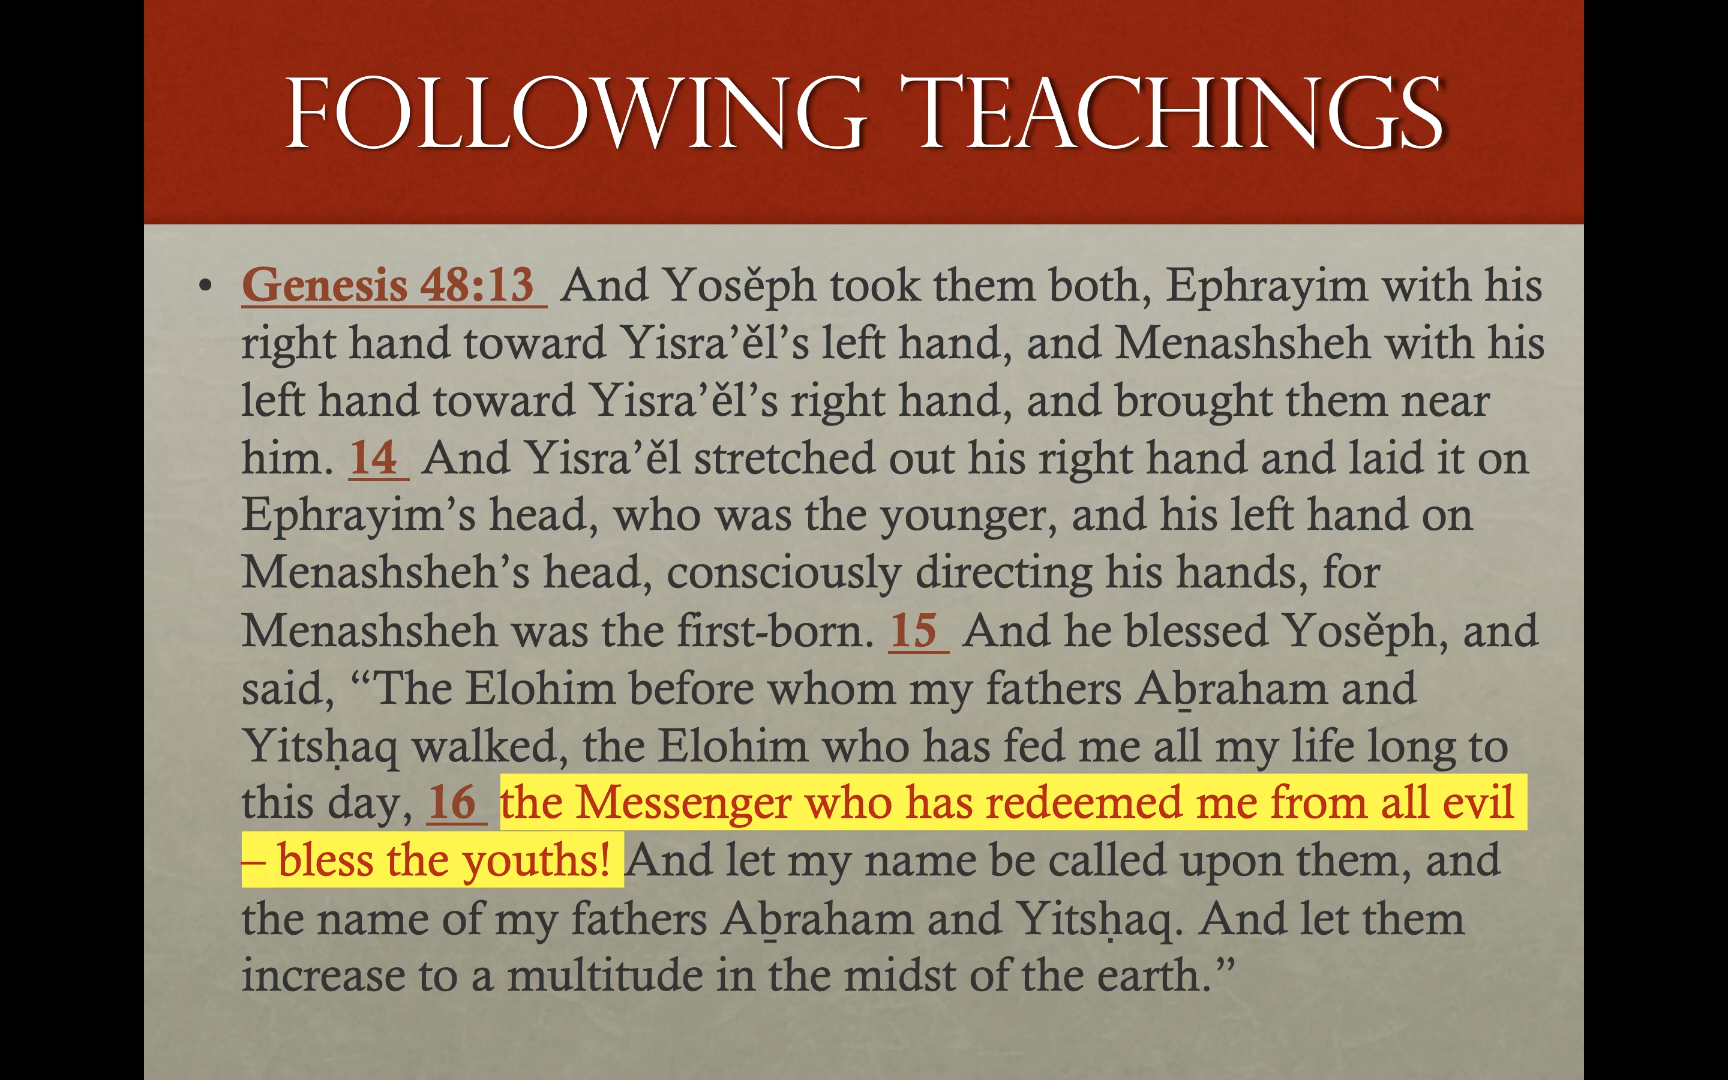 FOLLOWING TEACHINGS
• Genesis 48:13 And Yosěph took them both, Ephrayim with his
right hand toward Yisra’ěl’s left hand, and Menashsheh with his
left hand toward Yisra’ěl’s right hand, and brought them near
him. 14 And Yisra’ěl stretched out his right hand and laid it on
Ephrayim’s head, who was the younger, and his left hand on
Menashsheh’s head, consciously directing his hands, for
Menashsheh was the first-born. 15 And he blessed Yosěph, and
said, “The Elohim before whom my fathers Aḇraham and
Yitsḥaq walked, the Elohim who has fed me all my life long to
this day, 16 the Messenger who has redeemed me from all evil
– bless the youths! And let my name be called upon them, and
the name of my fathers Aḇraham and Yitsḥaq. And let them
increase to a multitude in the midst of the earth.”